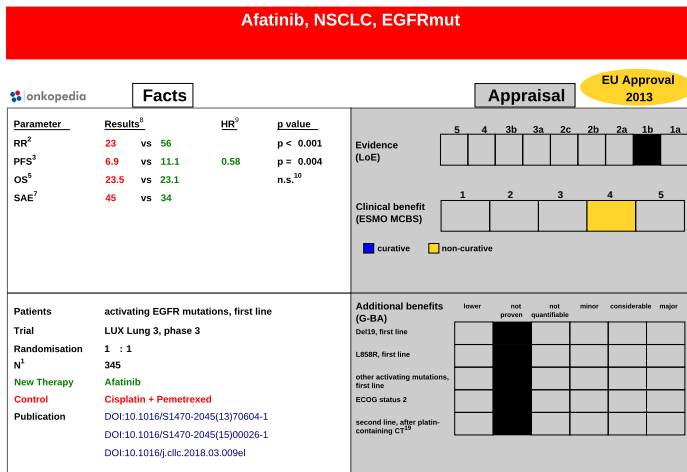 Afatinib, NSCLC, EGFRmut
EU Approval
2013
onkopedia
Facts
Appraisal
Parameter Results8 HR9 p value
RR2 23 vs 56 p < 0.001
PFS3 6.9 vs 11.1 0.58 p = 0.004
OS5 23.5 vs 23.1 n.s.10
SAE7 45 vs 34
5 4 3b 3a 2c 2b 2a 1b 1a
Evidence
(LoE)
1 2 3 4 5
Clinical benefit
(ESMO MCBS)
curative non-curative
Patients activating EGFR mutations, first line
Trial LUX Lung 3, phase 3
Randomisation 1 : 1
N1 345
New Therapy Afatinib
Control Cisplatin + Pemetrexed
Publication DOI:10.1016/S1470-2045(13)70604-1
DOI:10.1016/S1470-2045(15)00026-1
DOI:10.1016/j.cllc.2018.03.009el
Additional benefits
(G-BA)
lower not proven not quantifiable minor considerable major
Del19, first line
L858R, first line
other activating mutations,
first line
ECOG status 2
second line, after platin-
containing CT19